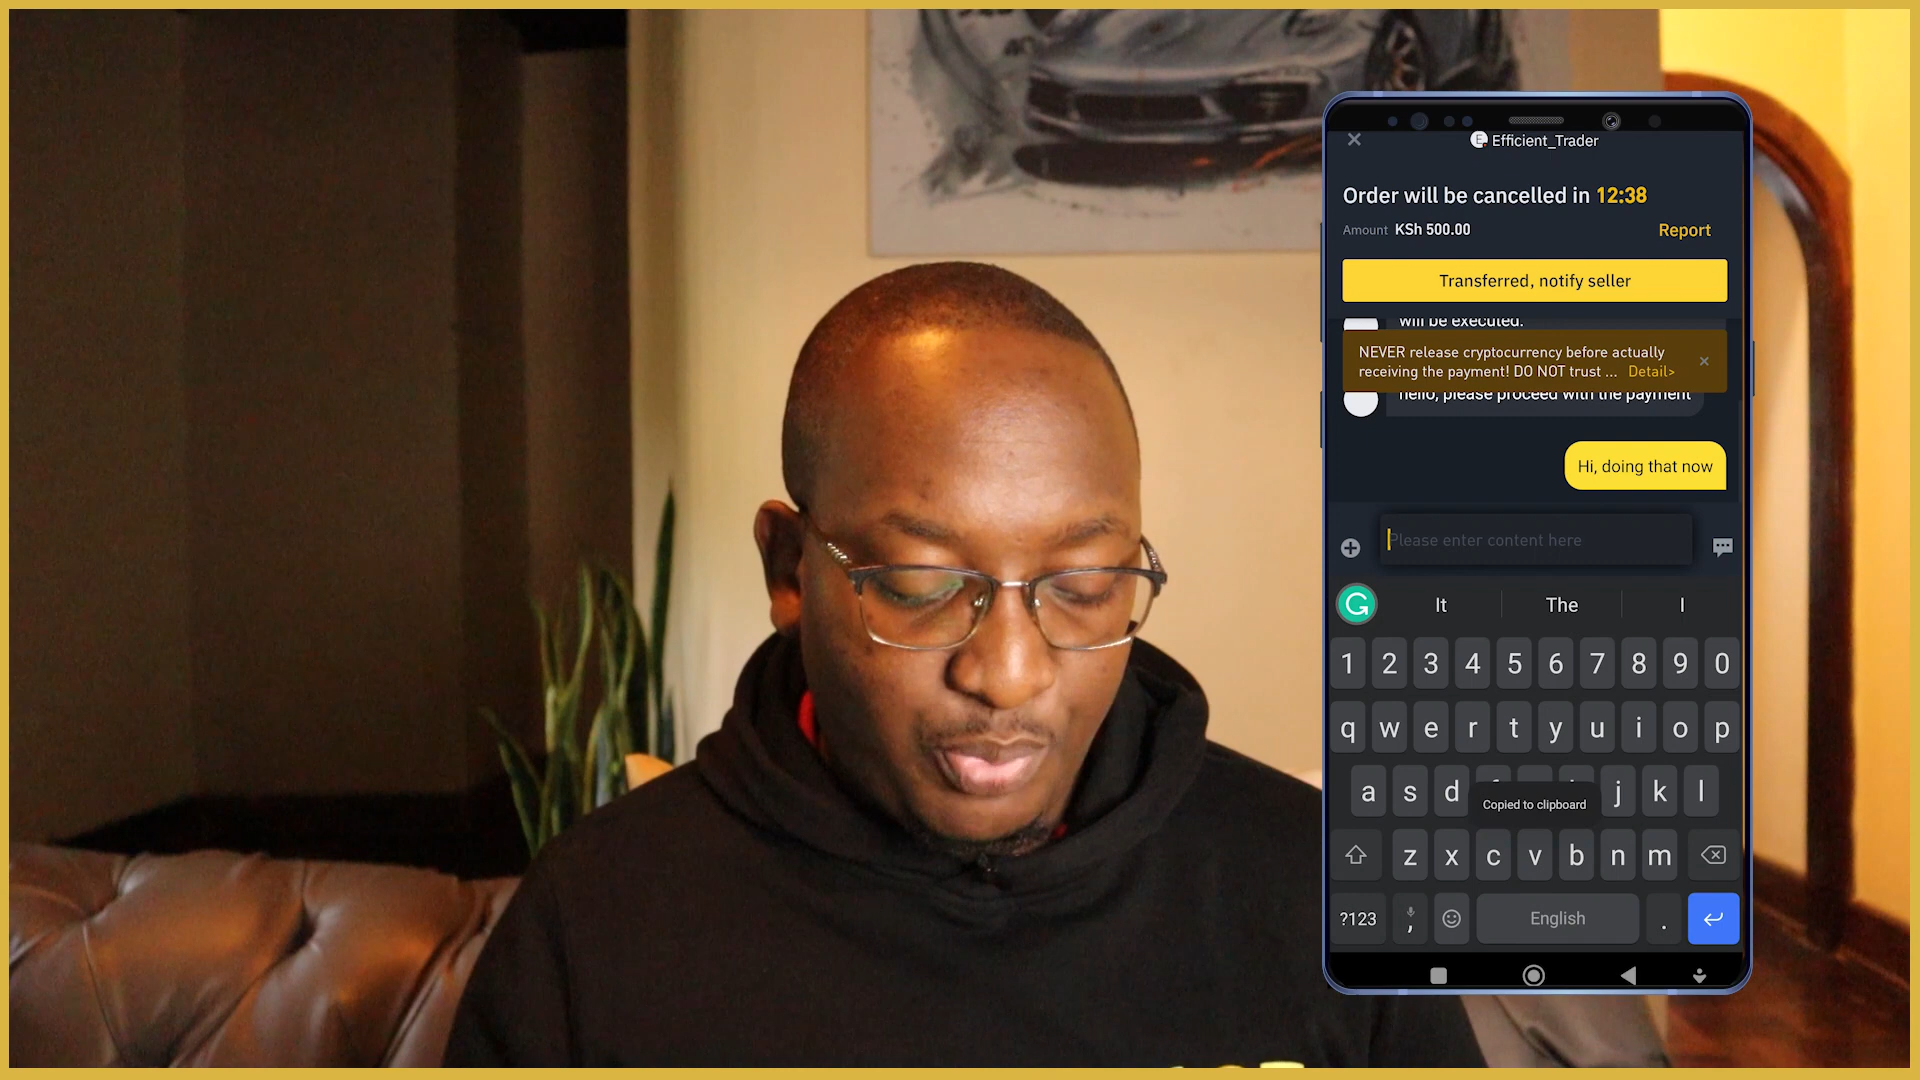 E Efficient_Trader
Order will be cancelled in 12:38
Amount KSh 500.00 Report
Transferred, notify seller
will be executed.
NEVER release cryptocurrency before actually
receiving the payment! DO NOT trust ... Detail>
hello, please proceed with the payment
Hi, doing that now
Please enter content here
It The I
1 2 3 4 5 6 7 8 9 0
q w e r t y u i o p
a s d j k l
Copied to clipboard
z x c v b n m
?123 , English .